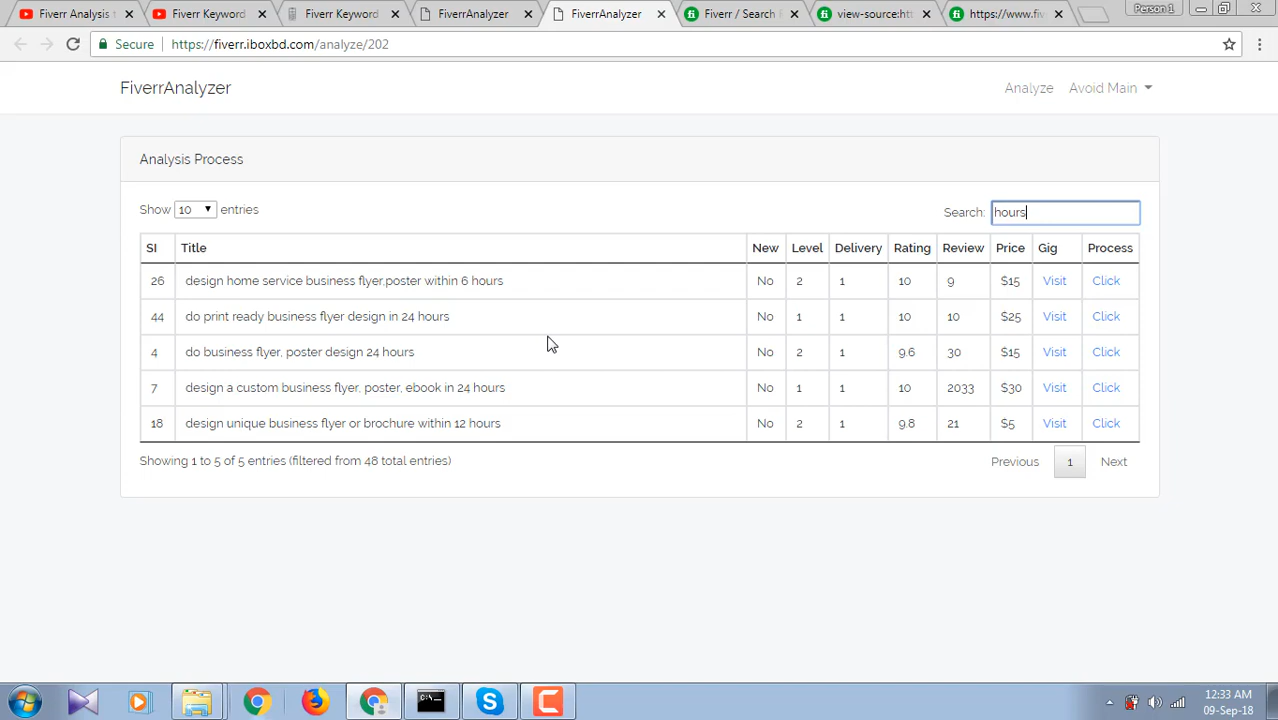 Fiverr Analysis t
Fiverr Keyword
Fiverr Keyword
FiverrAnalyzer
FiverrAnalyzer
Fiverr / Search f
view-source:htt
https://www.fiv
Person 1
Secure
https://fiverr.iboxbd.com/analyze/202
FiverrAnalyzer
Analyze
Avoid Main
Analysis Process
Show 10 entries
Search: hours
SI Title New Level Delivery Rating Review Price Gig Process
26 design home service business flyer,poster within 6 hours No 2 1 10 9 $15 Visit Click
44 do print ready business flyer design in 24 hours No 1 1 10 10 $25 Visit Click
4 do business flyer, poster design 24 hours No 2 1 9.6 30 $15 Visit Click
7 design a custom business flyer, poster, ebook in 24 hours No 1 1 10 2033 $30 Visit Click
18 design unique business flyer or brochure within 12 hours No 2 1 9.8 21 $5 Visit Click
Showing 1 to 5 of 5 entries (filtered from 48 total entries)
Previous 1 Next
12:33 AM
09-Sep-18